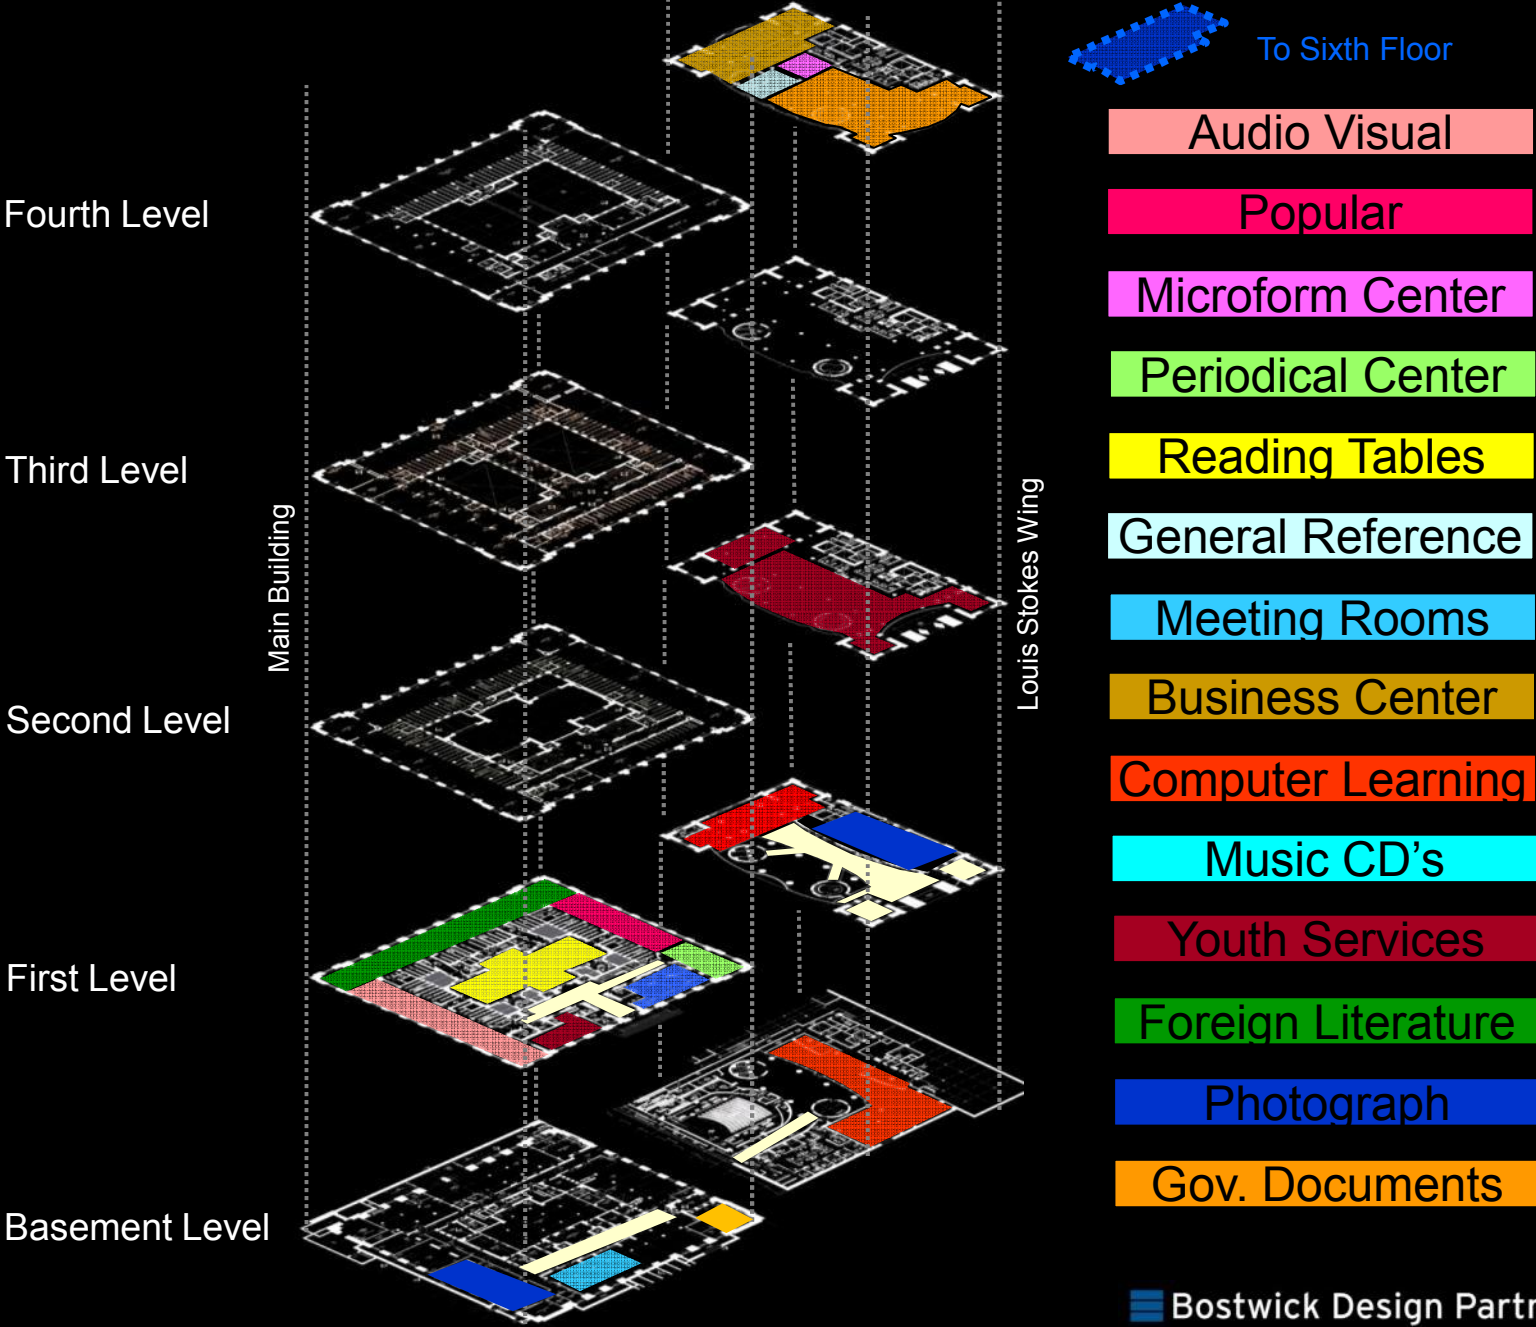 To Sixth Floor
Audio Visual
Popular
Microform Center
Periodical Center
Reading Tables
General Reference
Meeting Rooms
Business Center
Computer Learning
Music CD's
Youth Services
Foreign Literature
Photograph
Gov. Documents
Fourth Level
Third Level
Second Level
First Level
Basement Level
Main Building
Louis Stokes Wing
Bostwick Design Partn